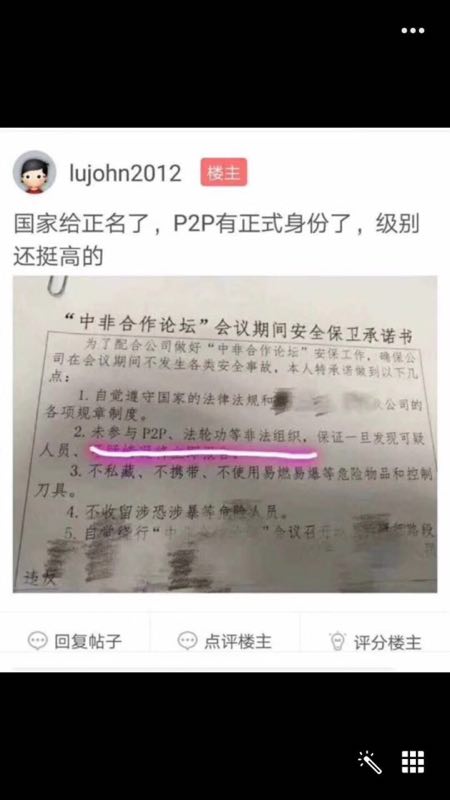 lujohn2012 楼主
国家给正名了，P2P有正式身份了，级别
还挺高的
“中非合作论坛”会议期间安全保卫承诺书
为了配合公司做好“中非合作论坛”安保工作，确保公
司在会议期间不发生各类安全事故，本人特承诺做到以下几
点：
1. 自觉遵守国家的法律法规和 公司的
各项规章制度。
2. 未参与 P2P、法轮功等非法组织，保证一旦发现可疑
人员、
3. 不私藏、不携带、不使用易燃易爆等危险物品和控制
刀具。
4. 不收留涉恐涉暴等危险人员。
5. 自觉绕行“中 ”会议召开 路段
违反
回复帖子 点评楼主 评分楼主